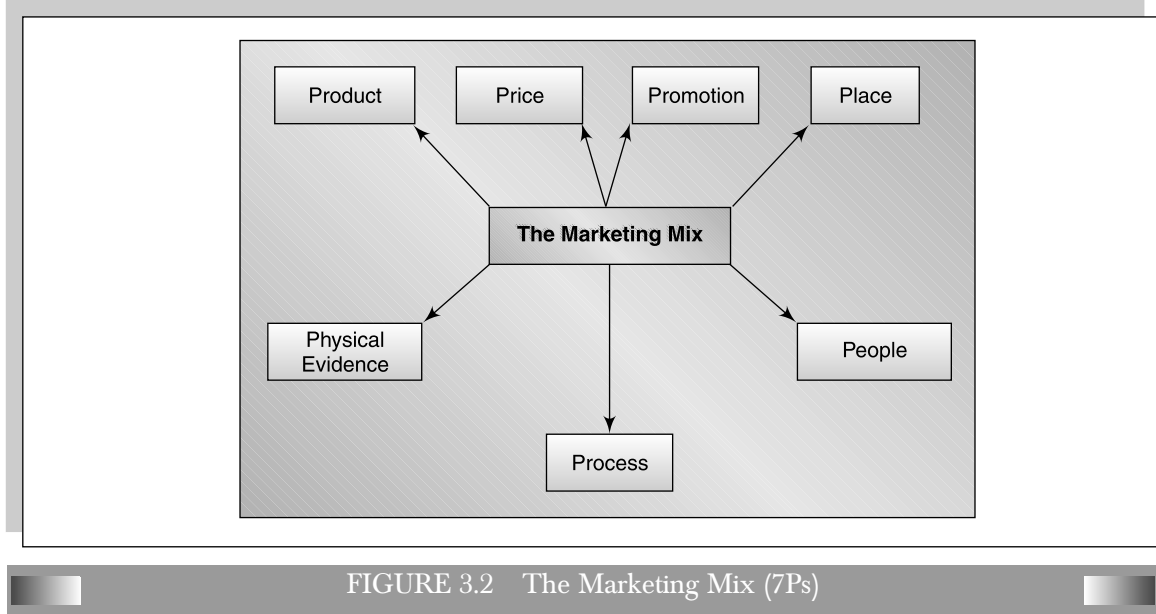 Product
Price
Promotion
Place
The Marketing Mix
Physical
Evidence
People
Process
FIGURE 3.2 The Marketing Mix (7Ps)